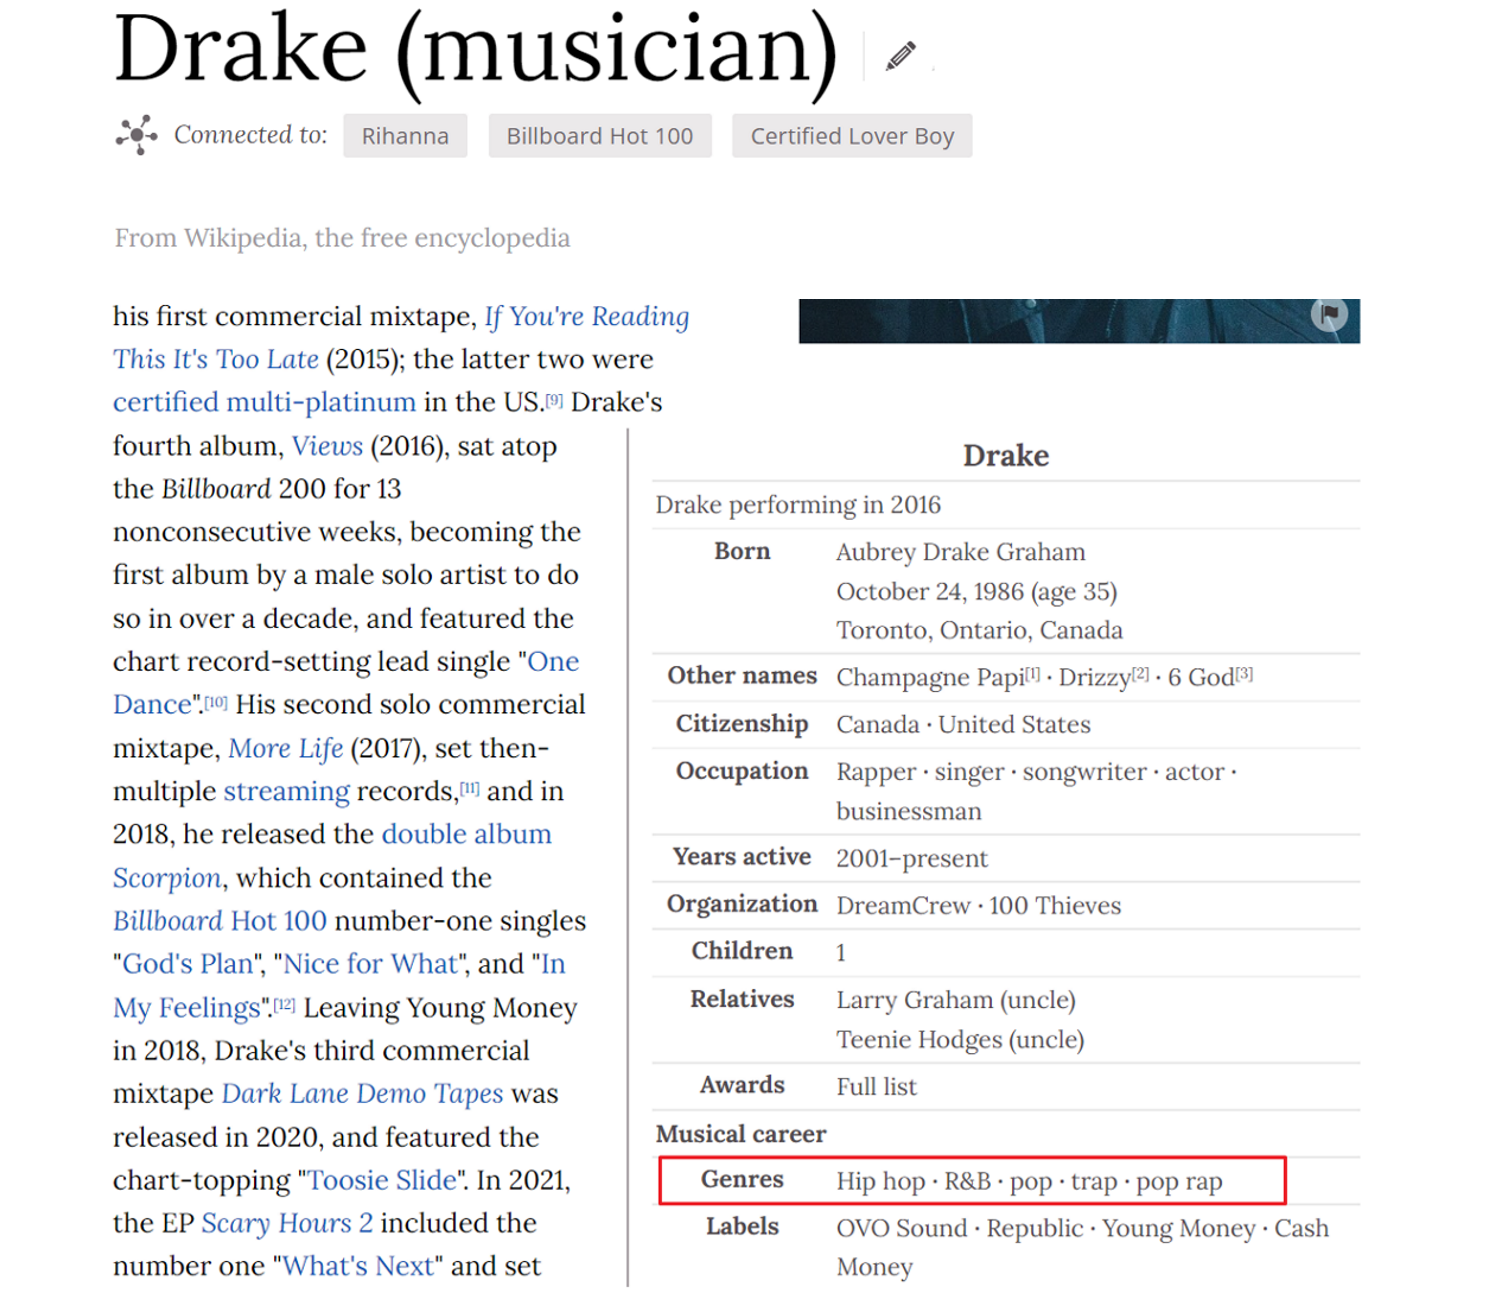 Drake (musician)
Connected to: Rihanna Billboard Hot 100 Certified Lover Boy
From Wikipedia, the free encyclopedia
his first commercial mixtape, If You're Reading
This It's Too Late (2015); the latter two were
certified multi-platinum in the US.[9] Drake's
fourth album, Views (2016), sat atop
the Billboard 200 for 13
nonconsecutive weeks, becoming the
first album by a male solo artist to do
so in over a decade, and featured the
chart record-setting lead single "One
Dance".[10] His second solo commercial
mixtape, More Life (2017), set then-
multiple streaming records,[11] and in
2018, he released the double album
Scorpion, which contained the
Billboard Hot 100 number-one singles
"God's Plan", "Nice for What", and "In
My Feelings".[12] Leaving Young Money
in 2018, Drake's third commercial
mixtape Dark Lane Demo Tapes was
released in 2020, and featured the
chart-topping "Toosie Slide". In 2021,
the EP Scary Hours 2 included the
number one "What's Next" and set
Drake
Drake performing in 2016
Born Aubrey Drake Graham
October 24, 1986 (age 35)
Toronto, Ontario, Canada
Other names Champagne Papi[1] · Drizzy[2] · 6 God[3]
Citizenship Canada · United States
Occupation Rapper · singer · songwriter · actor ·
businessman
Years active 2001–present
Organization DreamCrew · 100 Thieves
Children 1
Relatives Larry Graham (uncle)
Teenie Hodges (uncle)
Awards Full list
Musical career
Genres Hip hop · R&B · pop · trap · pop rap
Labels OVO Sound · Republic · Young Money · Cash
Money